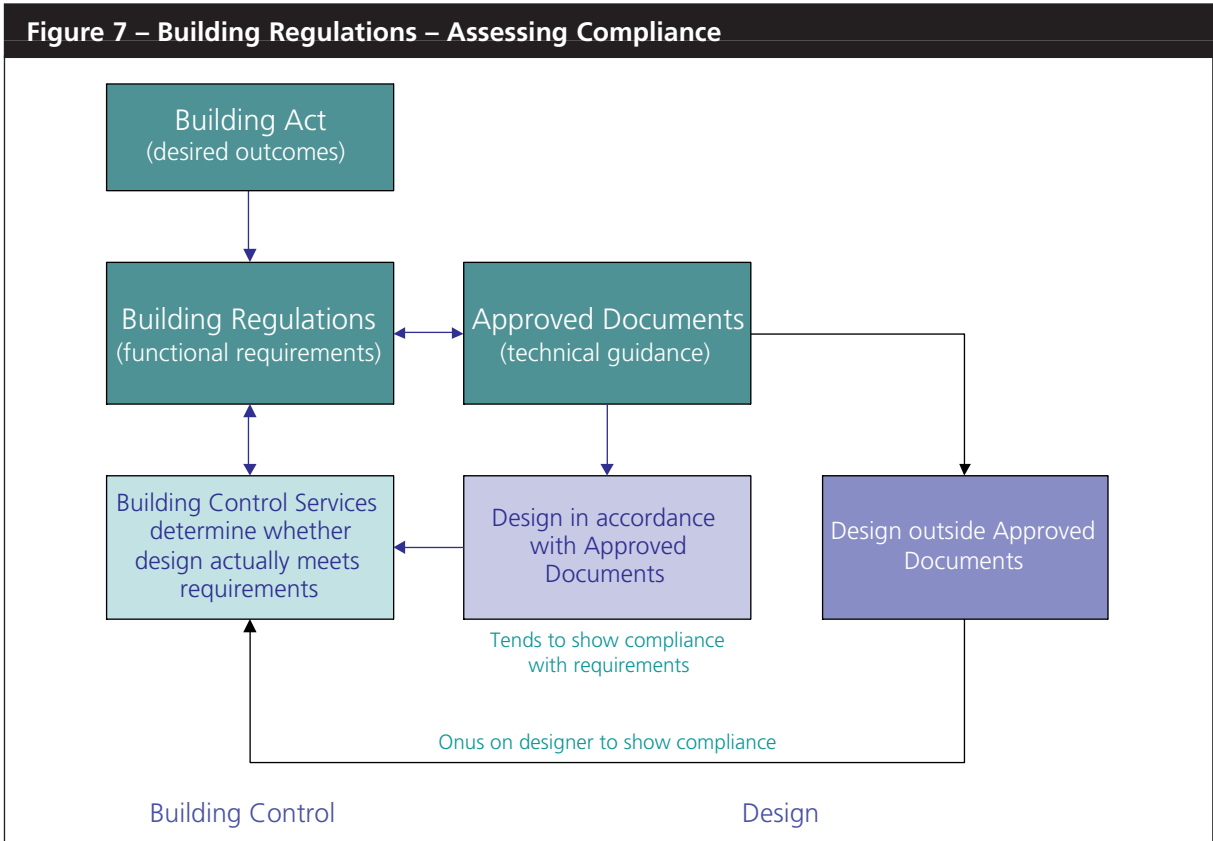 Figure 7 – Building Regulations – Assessing Compliance
Building Act
(desired outcomes)
Building Regulations
(functional requirements)
Approved Documents
(technical guidance)
Building Control Services
determine whether
design actually meets
requirements
Design in accordance
with Approved
Documents
Design outside Approved
Documents
Tends to show compliance
with requirements
Onus on designer to show compliance
Building Control
Design